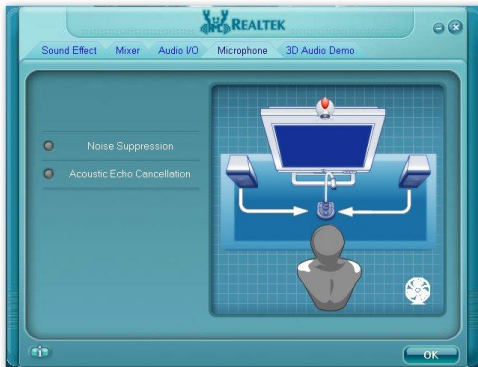 REALTEK
Sound Effect Mixer Audio I/O Microphone 3D Audio Demo
Noise Suppression
Acoustic Echo Cancellation
OK